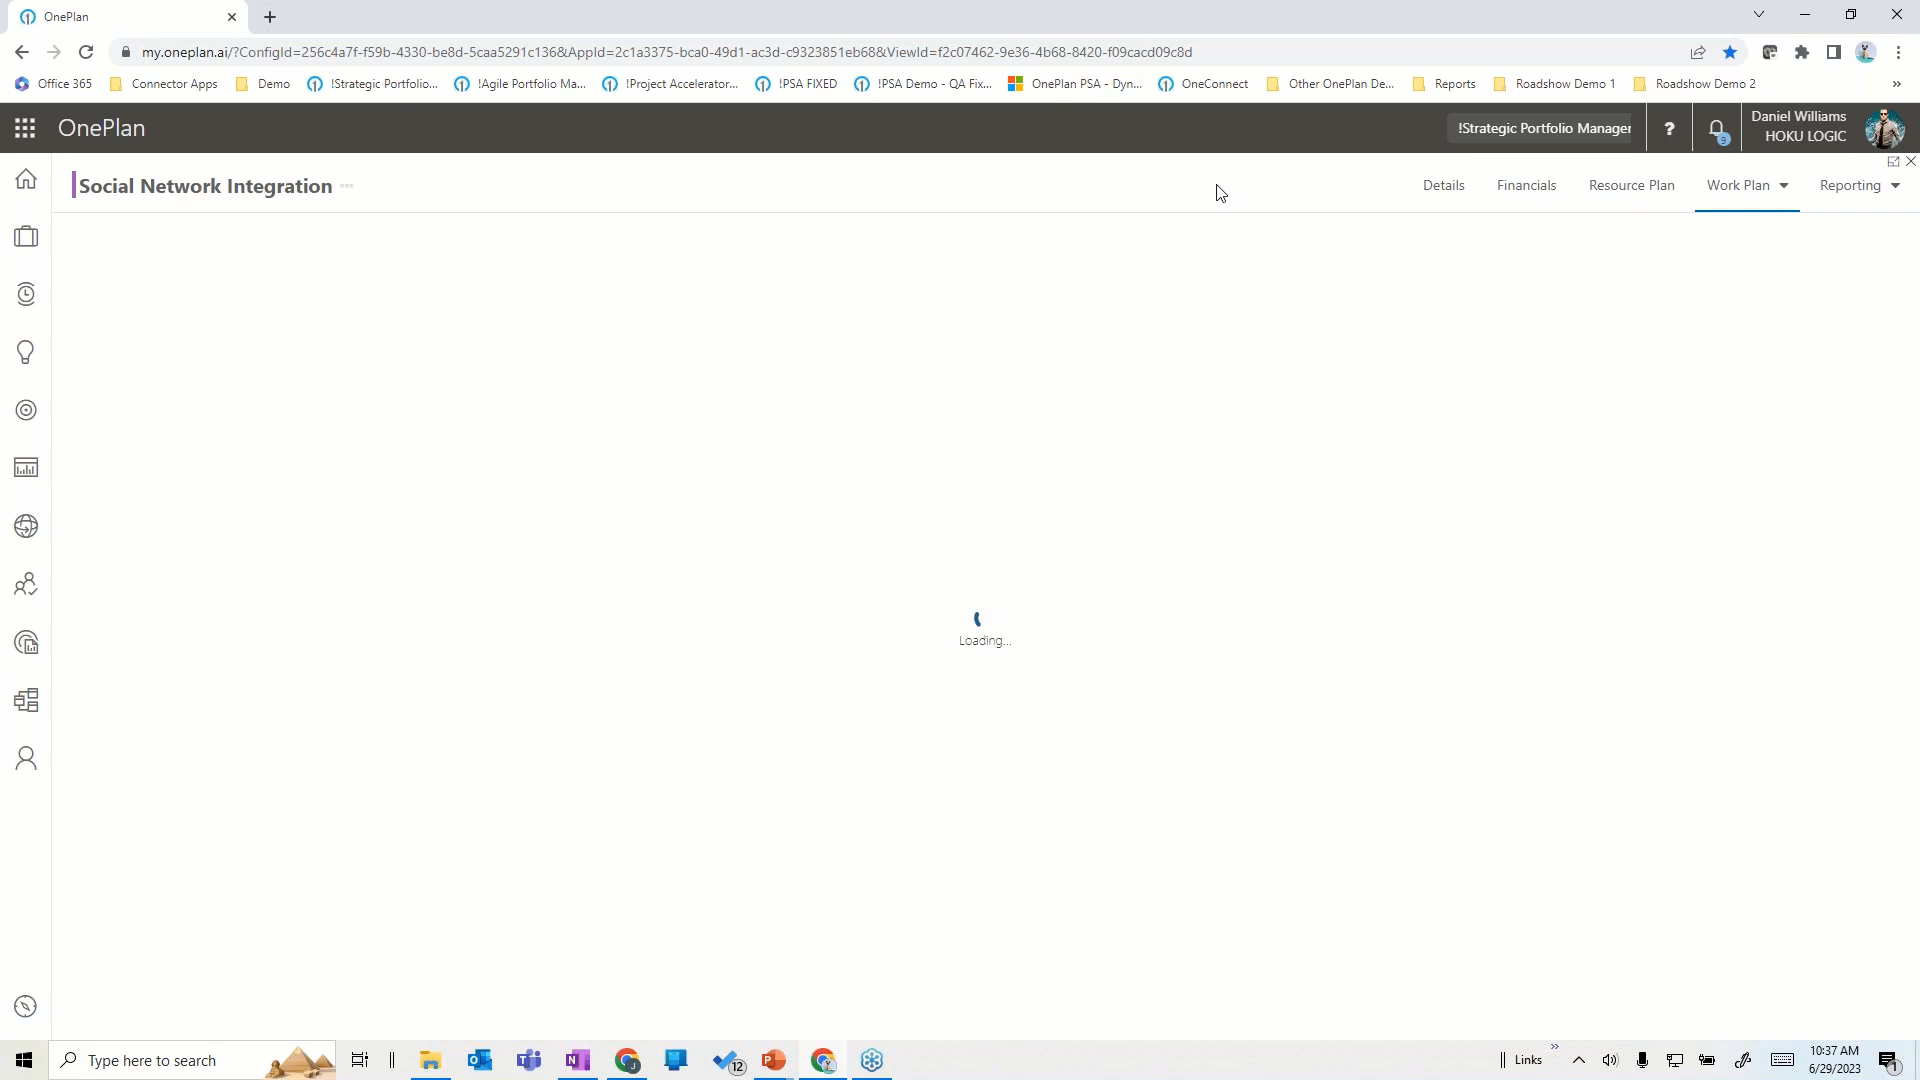 OnePlan
my.oneplan.ai/?ConfigId=256c4a7f-f59b-4330-be8d-5caa5291c136&AppId=2c1a3375-bca0-49d1-ac3d-c9323851eb68&ViewId=f2c07462-9e36-4b68-8420-f09cacd09c8d
Office 365 Connector Apps Demo !Strategic Portfolio... !Agile Portfolio Ma... !Project Accelerator... !PSA FIXED !PSA Demo - QA Fix... OnePlan PSA - Dyn... OneConnect Other OnePlan De... Reports Roadshow Demo 1 Roadshow Demo 2 »
OnePlan !Strategic Portfolio Manager ? 9 Daniel Williams
HOKU LOGIC
Social Network Integration Details Financials Resource Plan Work Plan Reporting
Loading...
Type here to search 12 Links 10:37 AM
6/29/2023 1